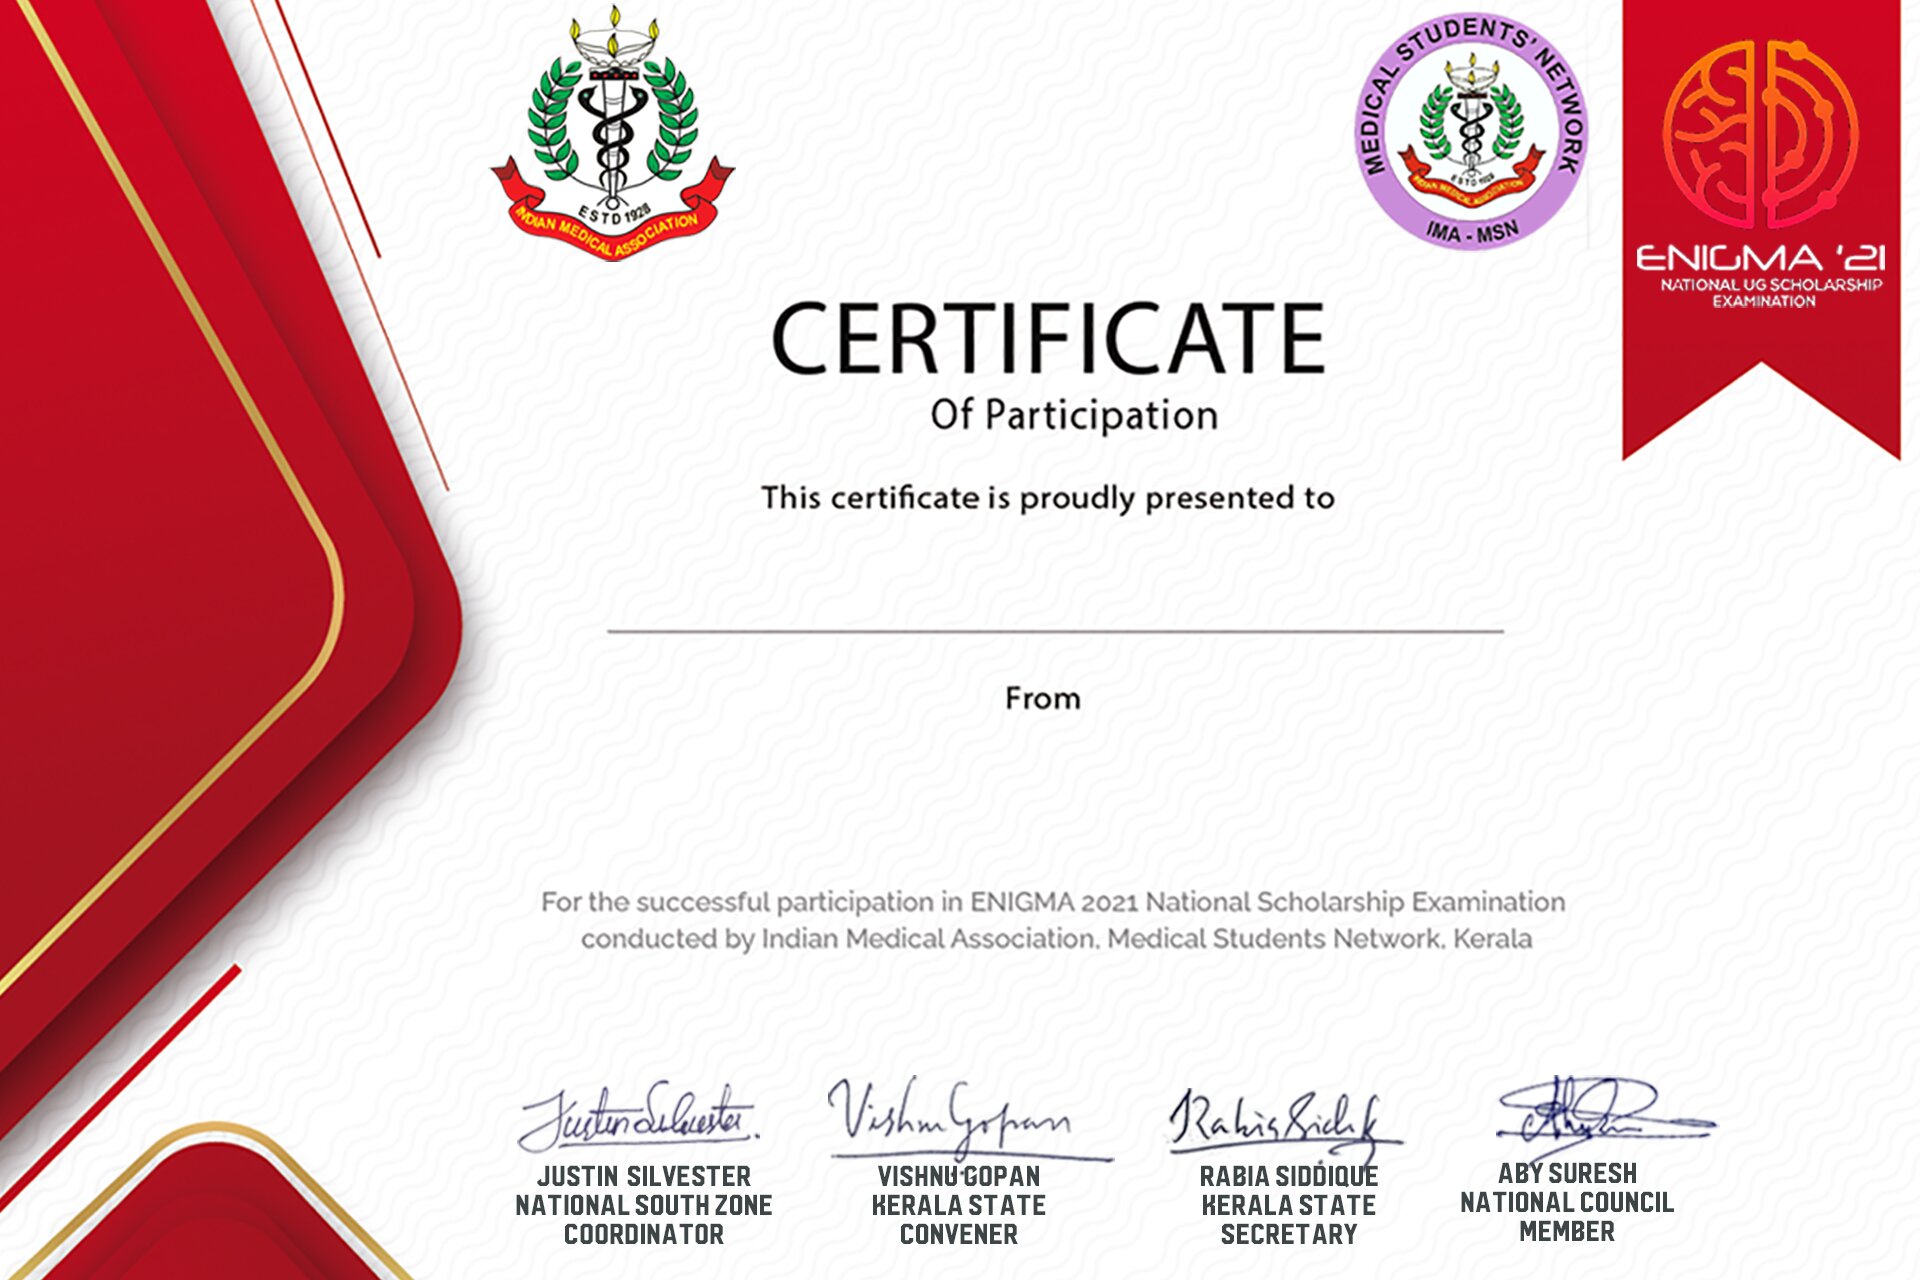 ESTD 1928
INDIAN MEDICAL ASSOCIATION
MEDICAL STUDENTS' NETWORK
ESTD 1928
INDIAN MEDICAL ASSOCIATION
IMA - MSN
ENIGMA '21
NATIONAL UG SCHOLARSHIP
EXAMINATION
CERTIFICATE
Of Participation
This certificate is proudly presented to
From
For the successful participation in ENIGMA 2021 National Scholarship Examination
conducted by Indian Medical Association, Medical Students Network, Kerala
Justin Silvester.
Vishnu Gopan
Rabia Siddik
JUSTIN SILVESTER
NATIONAL SOUTH ZONE
COORDINATOR
VISHNU GOPAN
KERALA STATE
CONVENER
RABIA SIDDIQUE
KERALA STATE
SECRETARY
ABY SURESH
NATIONAL COUNCIL
MEMBER